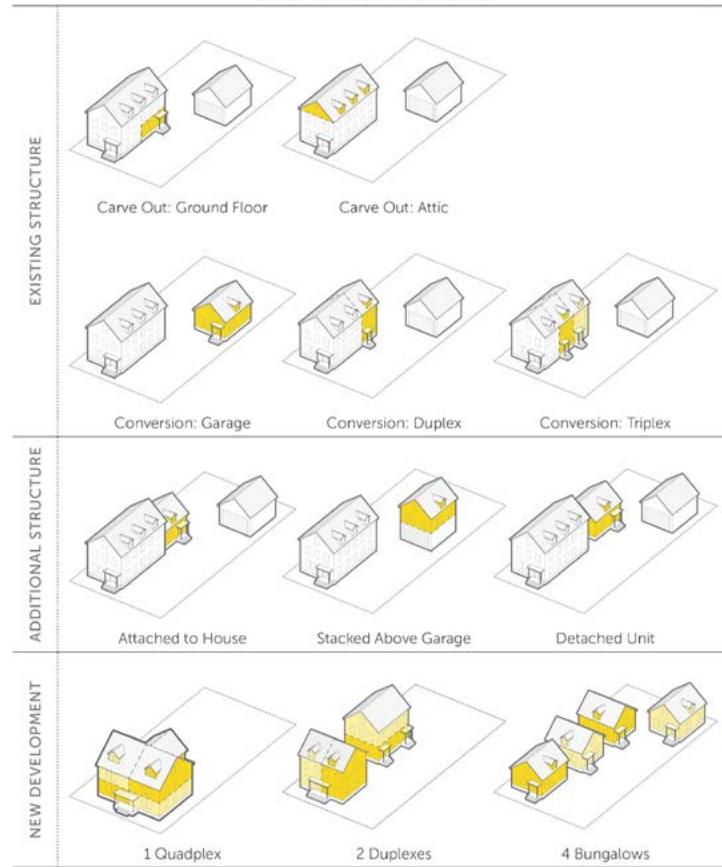 EXISTING STRUCTURE
Carve Out: Ground Floor
Carve Out: Attic
Conversion: Garage
Conversion: Duplex
Conversion: Triplex
ADDITIONAL STRUCTURE
Attached to House
Stacked Above Garage
Detached Unit
NEW DEVELOPMENT
1 Quadplex
2 Duplexes
4 Bungalows